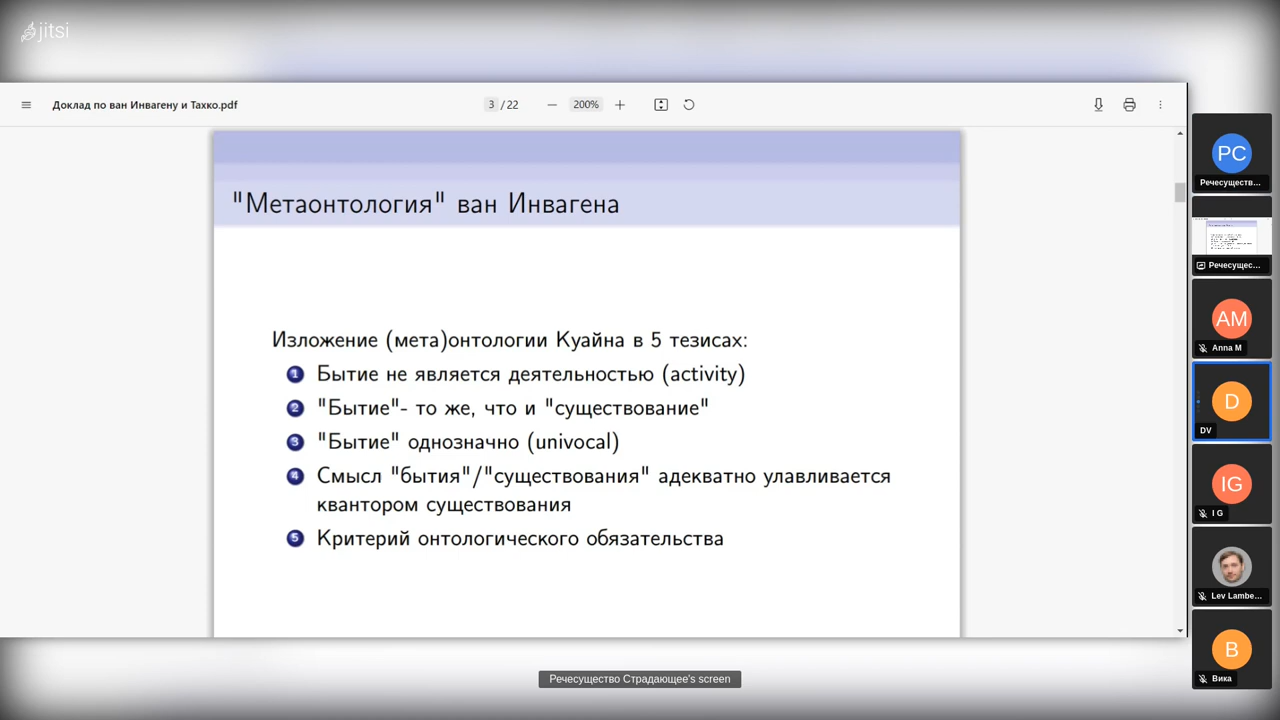 jitsi
Доклад по ван Инвагену и Тахко.pdf
3 / 22
200%
"Метаонтология" ван Инвагена
Изложение (мета)онтологии Куайна в 5 тезисах:
1 Бытие не является деятельностью (activity)
2 "Бытие"- то же, что и "существование"
3 "Бытие" однозначно (univocal)
4 Смысл "бытия"/"существования" адекватно улавливается
квантором существования
5 Критерий онтологического обязательства
PC
Речесуществ...
Речесущес...
AM
Anna M
D
DV
IG
I G
Lev Lambe...
В
Вика
Речесущество Страдающее's screen